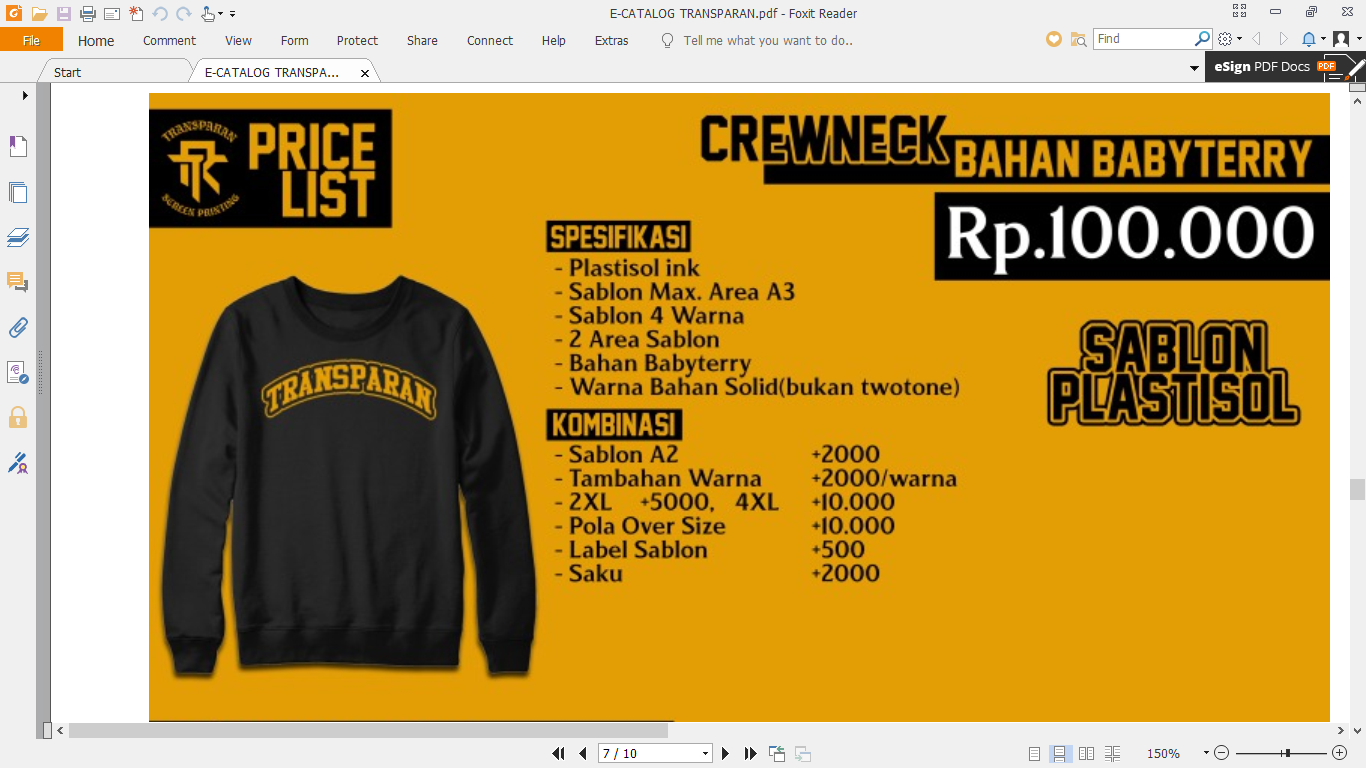 E-CATALOG TRANSPARAN.pdf - Foxit Reader
File Home Comment View Form Protect Share Connect Help Extras Tell me what you want to do.. Find
Start E-CATALOG TRANSPA... eSign PDF Docs PDF
TRANSPARAN
SCREEN PRINTING
PRICE
LIST
CREWNECK
BAHAN BABYTERRY
Rp.100.000
SPESIFIKASI
- Plastisol ink
- Sablon Max. Area A3
- Sablon 4 Warna
- 2 Area Sablon
- Bahan Babyterry
- Warna Bahan Solid(bukan twotone)
SABLON
PLASTISOL
TRANSPARAN
KOMBINASI
- Sablon A2 +2000
- Tambahan Warna +2000/warna
- 2XL +5000, 4XL +10.000
- Pola Over Size +10.000
- Label Sablon +500
- Saku +2000
7 / 10 150%